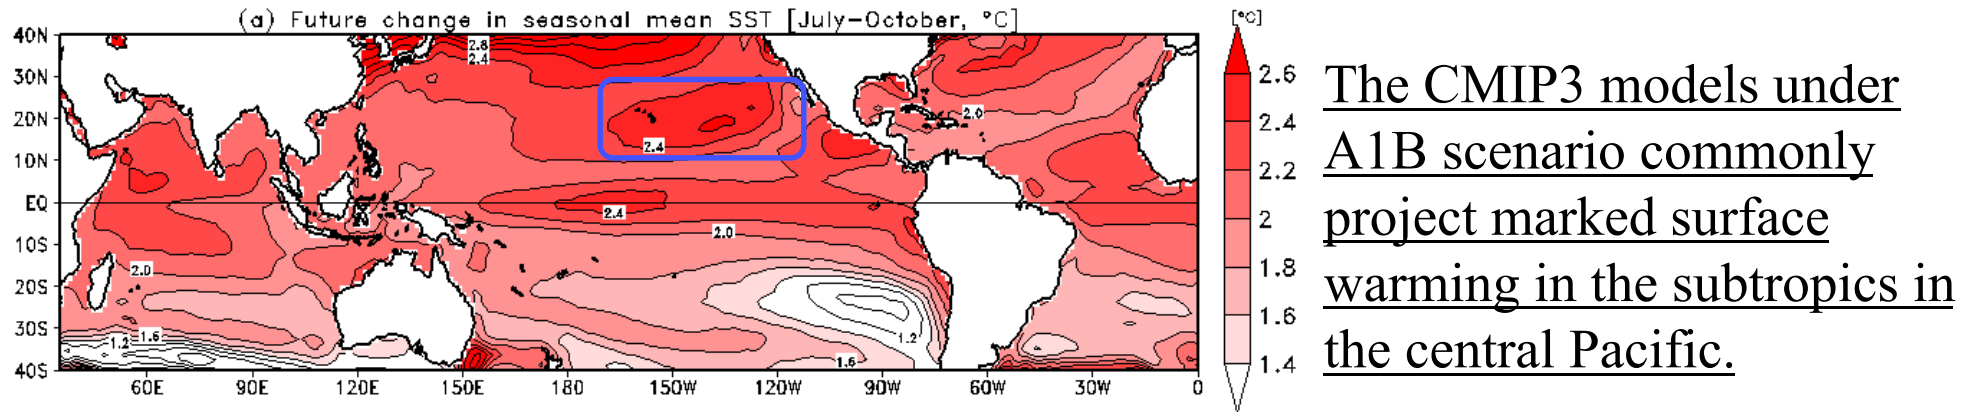 (a) Future change in seasonal mean SST [July-October, °C]
[°C]
40N
30N
20N
10N
EQ
10S
20S
30S
40S
60E 90E 120E 150E 180 150W 120W 90W 60W 30W 0
2.8
2.4
2.4
2.0
2.4
2.0
2.0
1.2
1.6
1.2
1.6
2.6
2.4
2.2
2
1.8
1.6
1.4
The CMIP3 models under
A1B scenario commonly
project marked surface
warming in the subtropics in
the central Pacific.